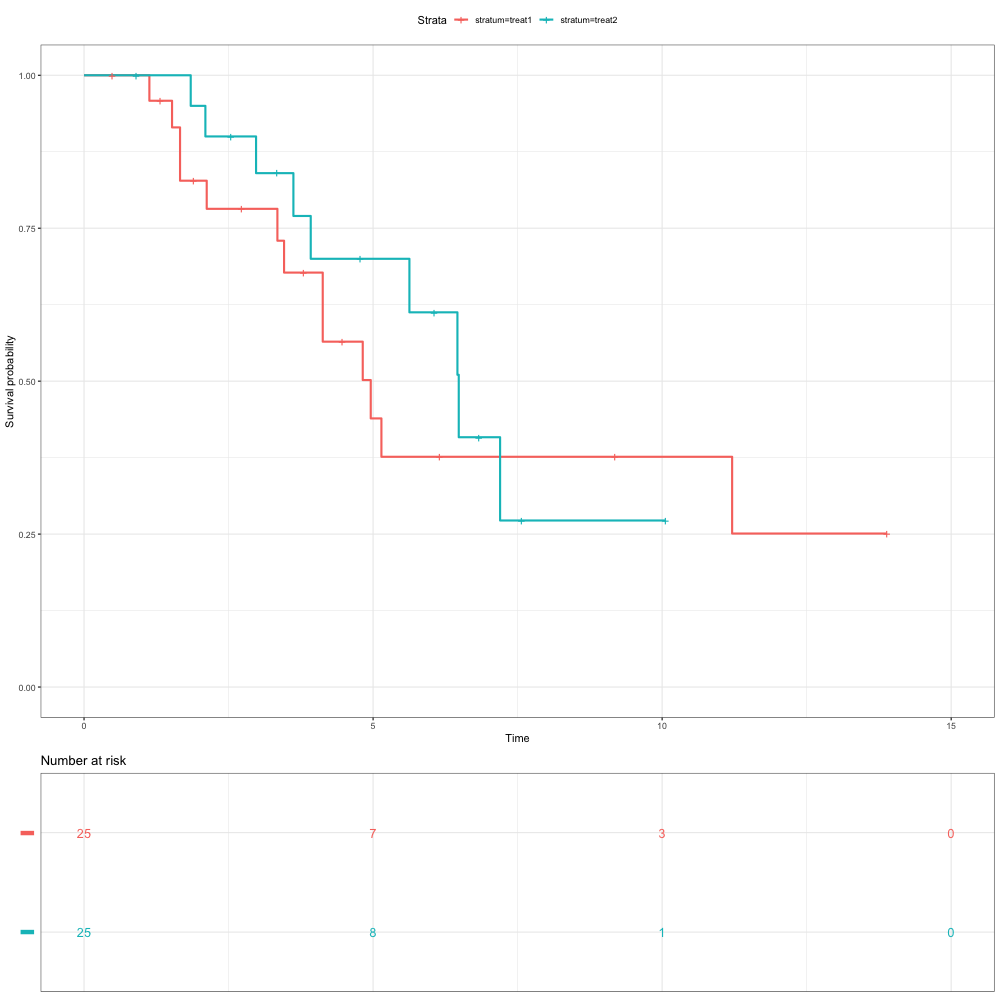 Strata stratum=treat1 stratum=treat2
1.00
0.75
0.50
0.25
0.00
Survival probability
0 5 10 15
Time
Number at risk
25 7 3 0
25 8 1 0